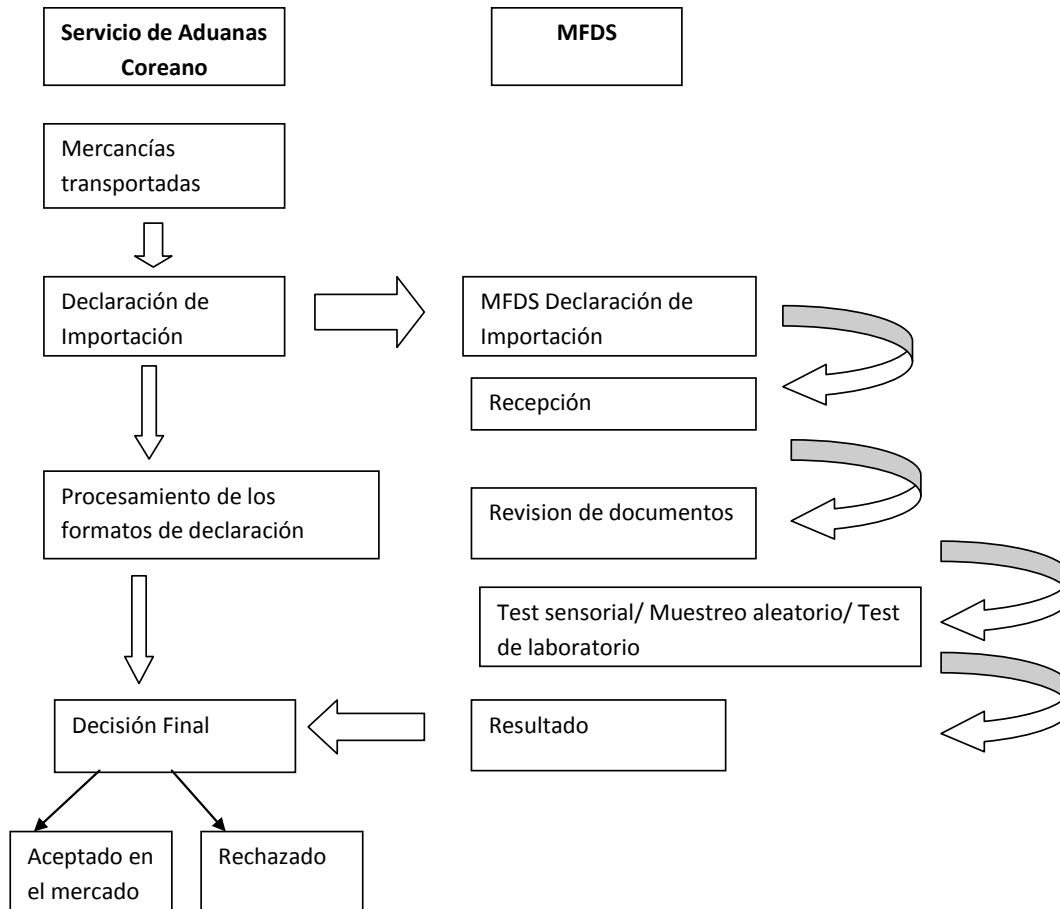 Servicio de Aduanas
Coreano
MFDS
Mercancías
transportadas
Declaración de
Importación
MFDS Declaración de
Importación
Recepción
Procesamiento de los
formatos de declaración
Revision de documentos
Test sensorial/ Muestreo aleatorio/ Test
de laboratorio
Decisión Final
Resultado
Aceptado en
el mercado
Rechazado